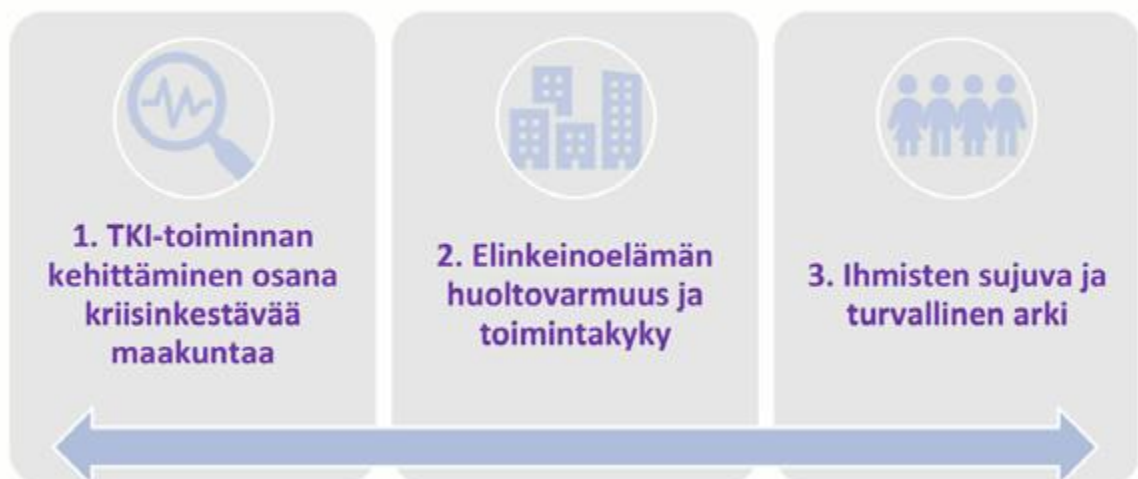 1. TKI-toiminnan
kehittäminen osana
kriisinkestävää
maakuntaa
2. Elinkeinoelämän
huoltovarmuus ja
toimintakyky
3. Ihmisten sujuva ja
turvallinen arki